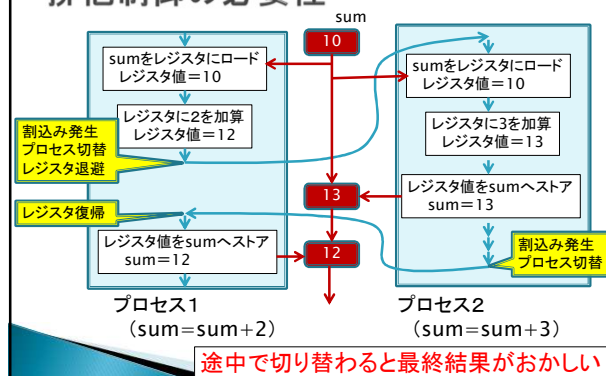 排他制御の必要性
sum
10
sumをレジスタにロード
レジスタ値＝10
レジスタに2を加算
レジスタ値＝12
割込み発生
プロセス切替
レジスタ退避
レジスタ復帰
レジスタ値をsumへストア
sum＝12
プロセス1
（sum=sum+2）
13
12
sumをレジスタにロード
レジスタ値＝10
レジスタに3を加算
レジスタ値＝13
レジスタ値をsumへストア
sum＝13
割込み発生
プロセス切替
プロセス2
（sum=sum+3）
途中で切り替わると最終結果がおかしい